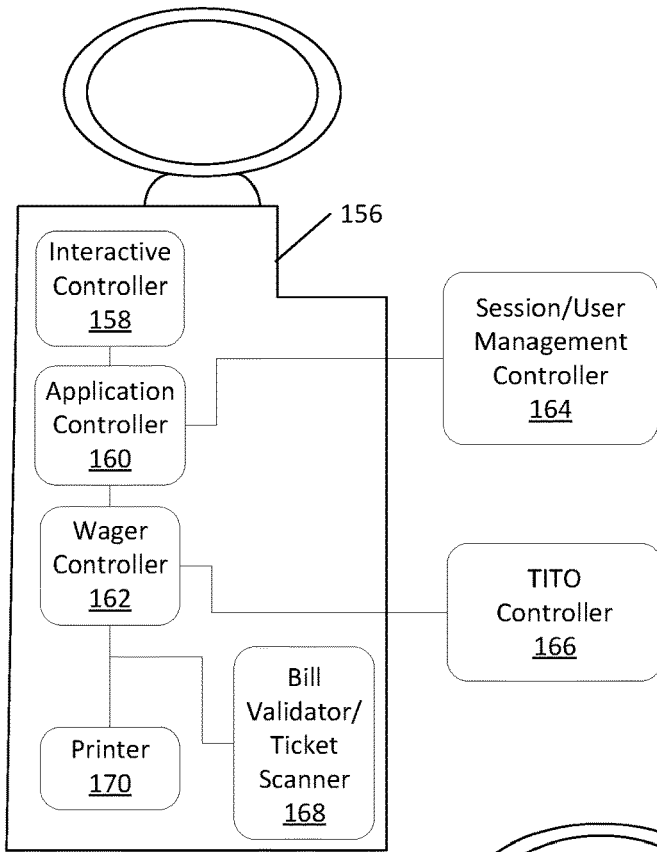 156
Interactive
Controller
158
Session/User
Management
Controller
164
Application
Controller
160
Wager
Controller
162
TITO
Controller
166
Bill
Validator/
Ticket
Scanner
168
Printer
170